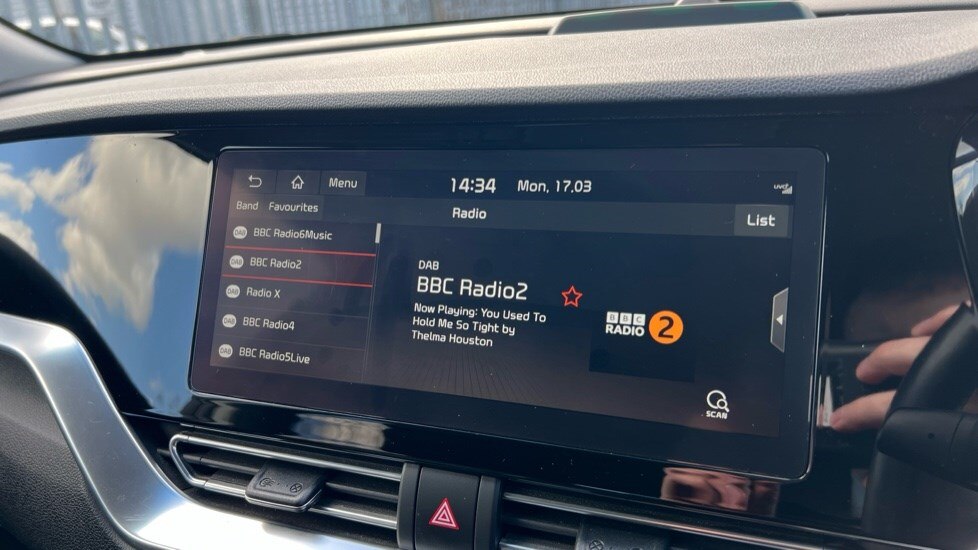 Menu
14:34 Mon, 17.03
Band Favourites
Radio
List
DAB BBC Radio6Music
DAB BBC Radio2
DAB Radio X
DAB BBC Radio4
DAB BBC Radio5Live
DAB
BBC Radio2
Now Playing: You Used To
Hold Me So Tight by
Thelma Houston
BBC
RADIO 2
SCAN